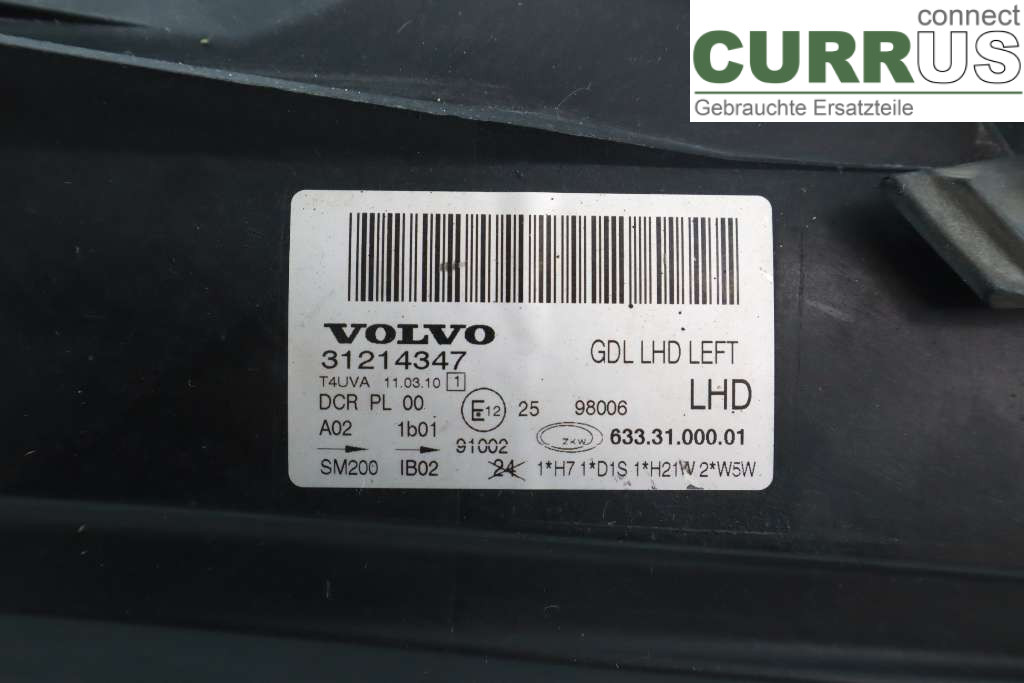 connect
CURRUS
Gebrauchte Ersatzteile
VOLVO
31214347
GDL LHD LEFT
T4UVA 11.03.10 1
LHD
DCR PL 00
E12 25 98006
A02 1b01
91002
ZKW 633.31.000.01
SM200 IB02 24 1*H7 1*D1S 1*H21W 2*W5W